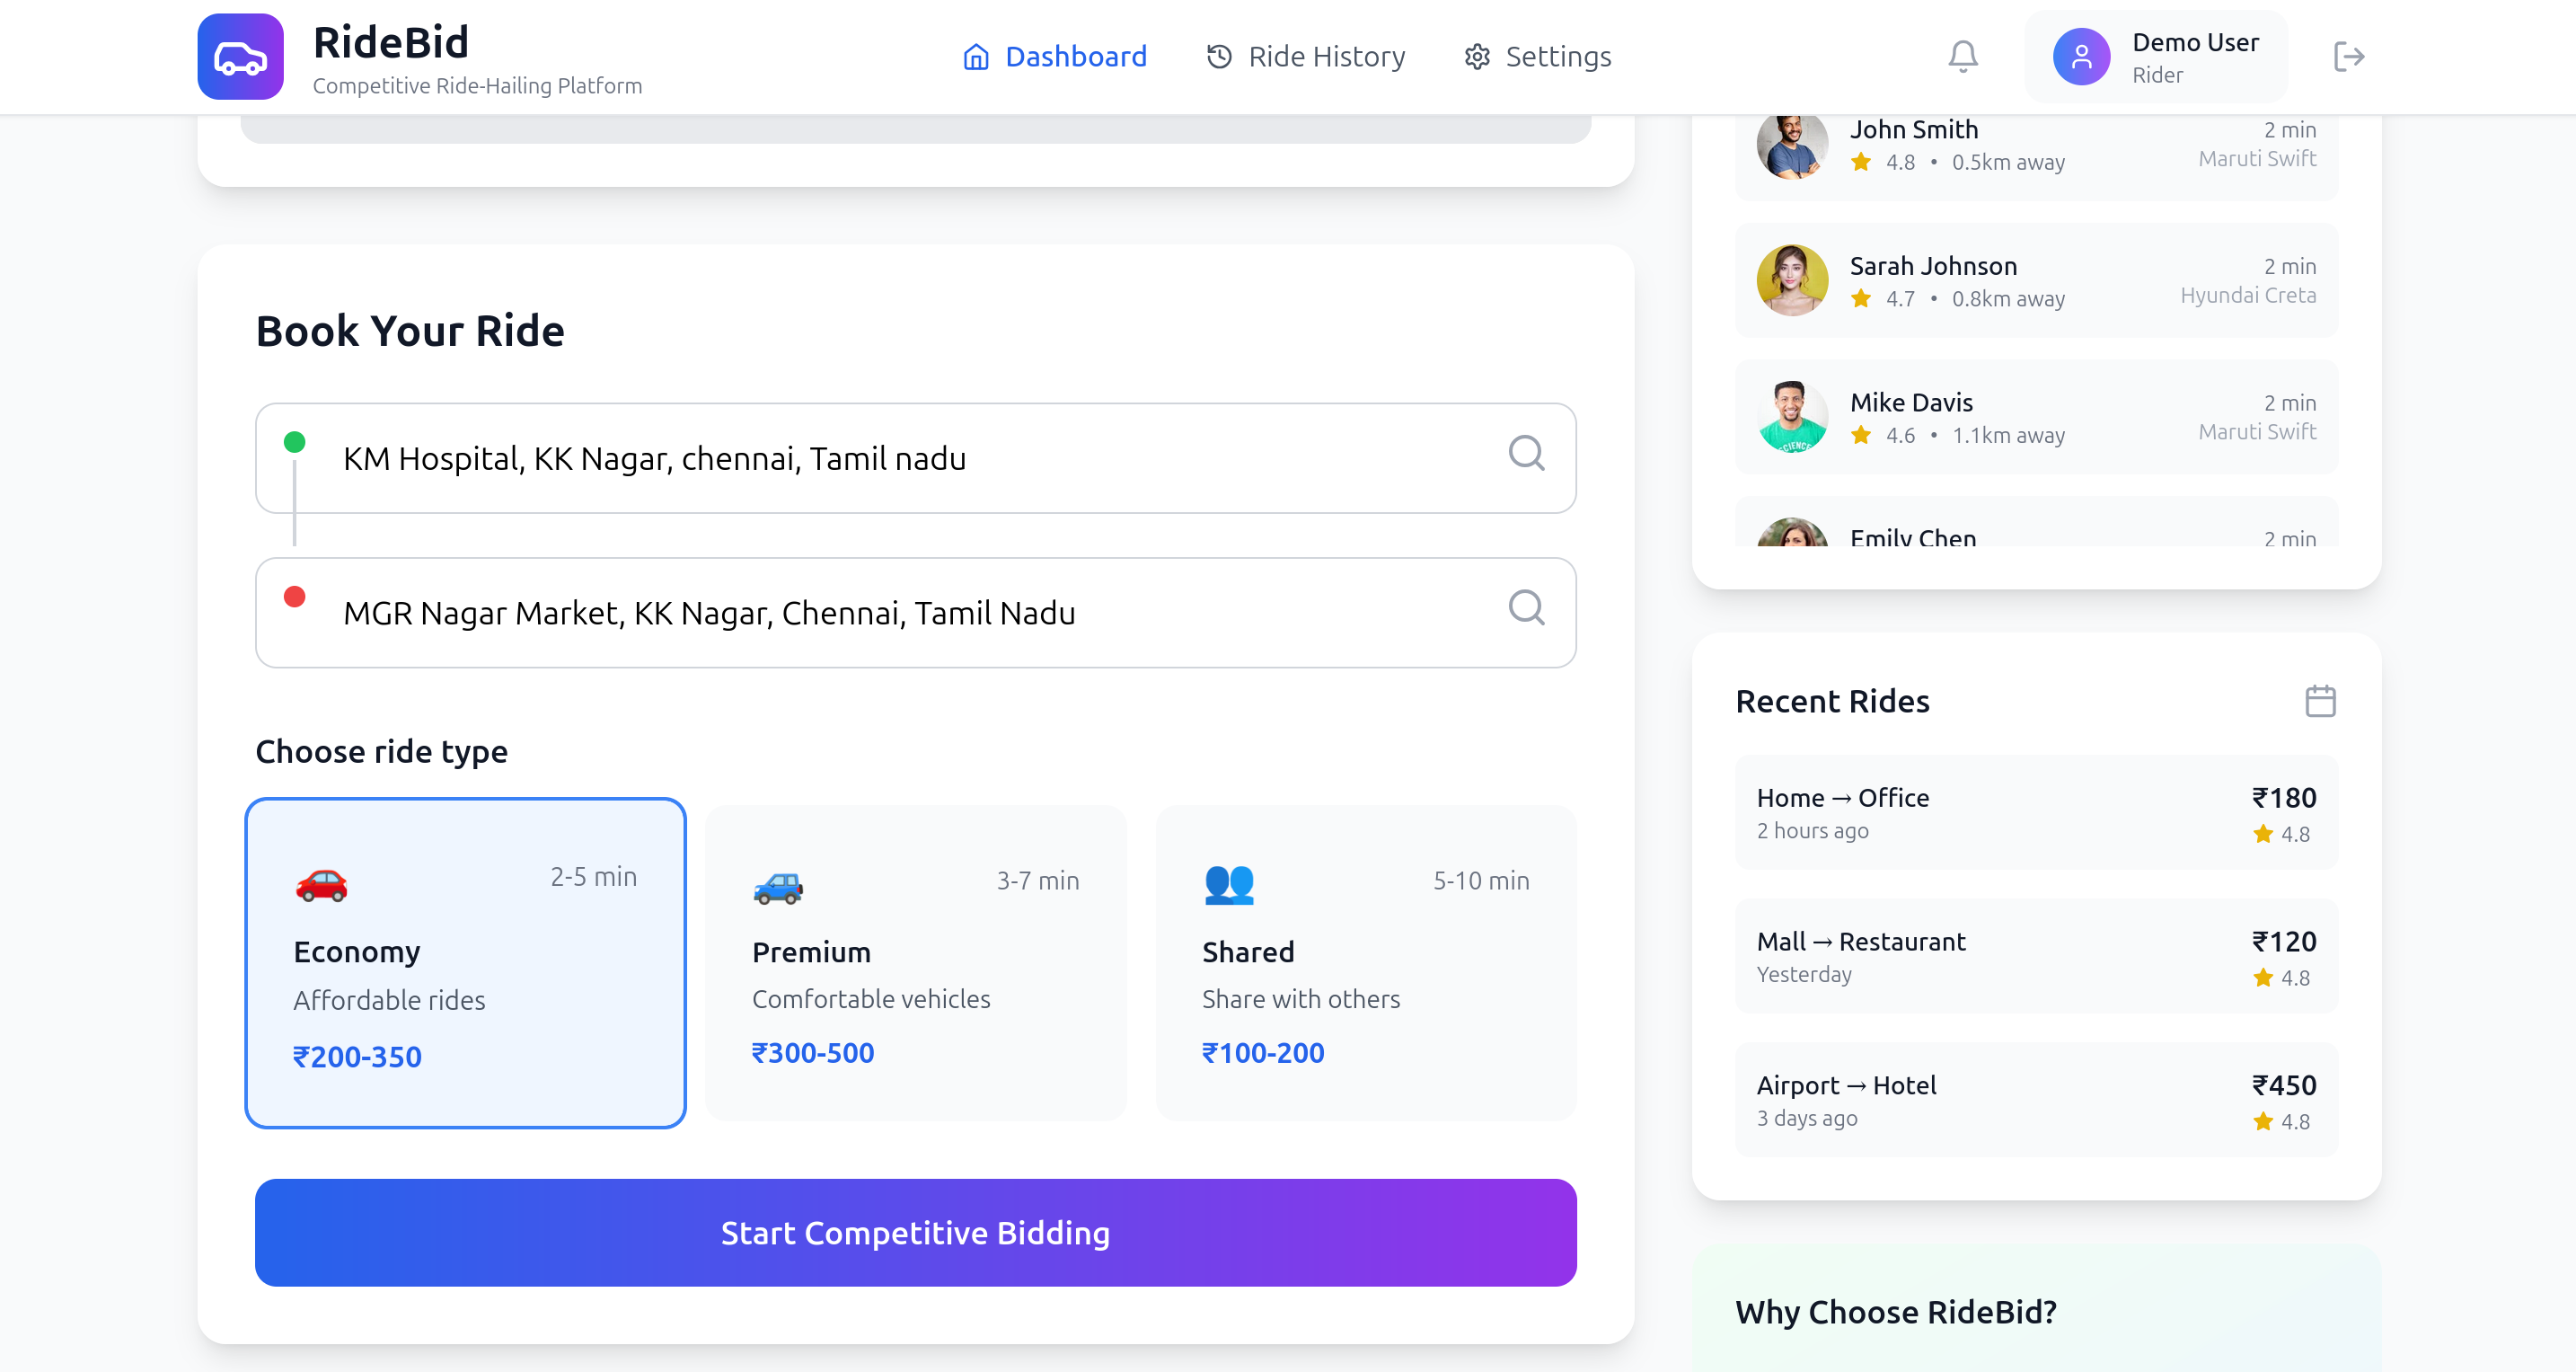 RideBid
Competitive Ride-Hailing Platform
Dashboard
Ride History
Settings
Demo User
Rider
Book Your Ride
KM Hospital, KK Nagar, chennai, Tamil nadu
MGR Nagar Market, KK Nagar, Chennai, Tamil Nadu
Choose ride type
2-5 min
Economy
Affordable rides
₹200-350
3-7 min
Premium
Comfortable vehicles
₹300-500
5-10 min
Shared
Share with others
₹100-200
Start Competitive Bidding
John Smith
2 min
4.8 • 0.5km away
Maruti Swift
Sarah Johnson
2 min
4.7 • 0.8km away
Hyundai Creta
Mike Davis
2 min
4.6 • 1.1km away
Maruti Swift
Emily Chen
2 min
Recent Rides
Home → Office
₹180
2 hours ago
4.8
Mall → Restaurant
₹120
Yesterday
4.8
Airport → Hotel
₹450
3 days ago
4.8
Why Choose RideBid?